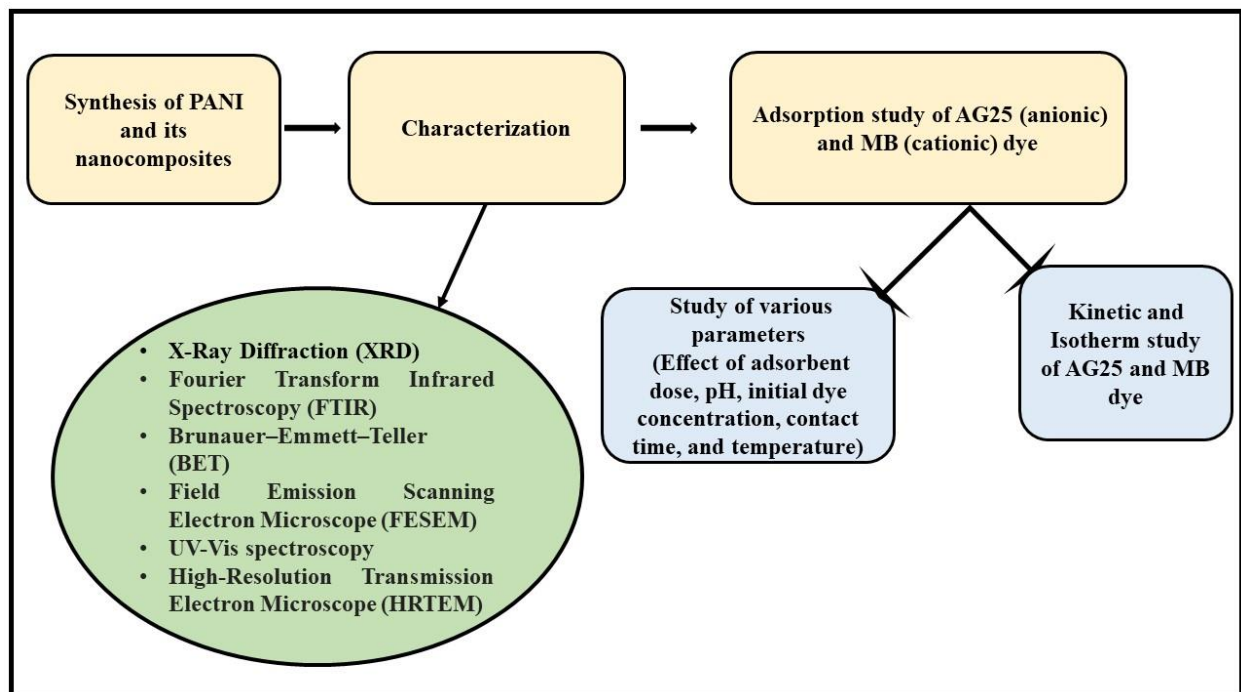 Synthesis of PANI
and its
nanocomposites
Characterization
Adsorption study of AG25 (anionic)
and MB (cationic) dye
• X-Ray Diffraction (XRD)
• Fourier Transform Infrared
Spectroscopy (FTIR)
• Brunauer–Emmett–Teller
(BET)
• Field Emission Scanning
Electron Microscope (FESEM)
• UV-Vis spectroscopy
• High-Resolution Transmission
Electron Microscope (HRTEM)
Study of various
parameters
(Effect of adsorbent
dose, pH, initial dye
concentration, contact
time, and temperature)
Kinetic and
Isotherm study
of AG25 and MB
dye